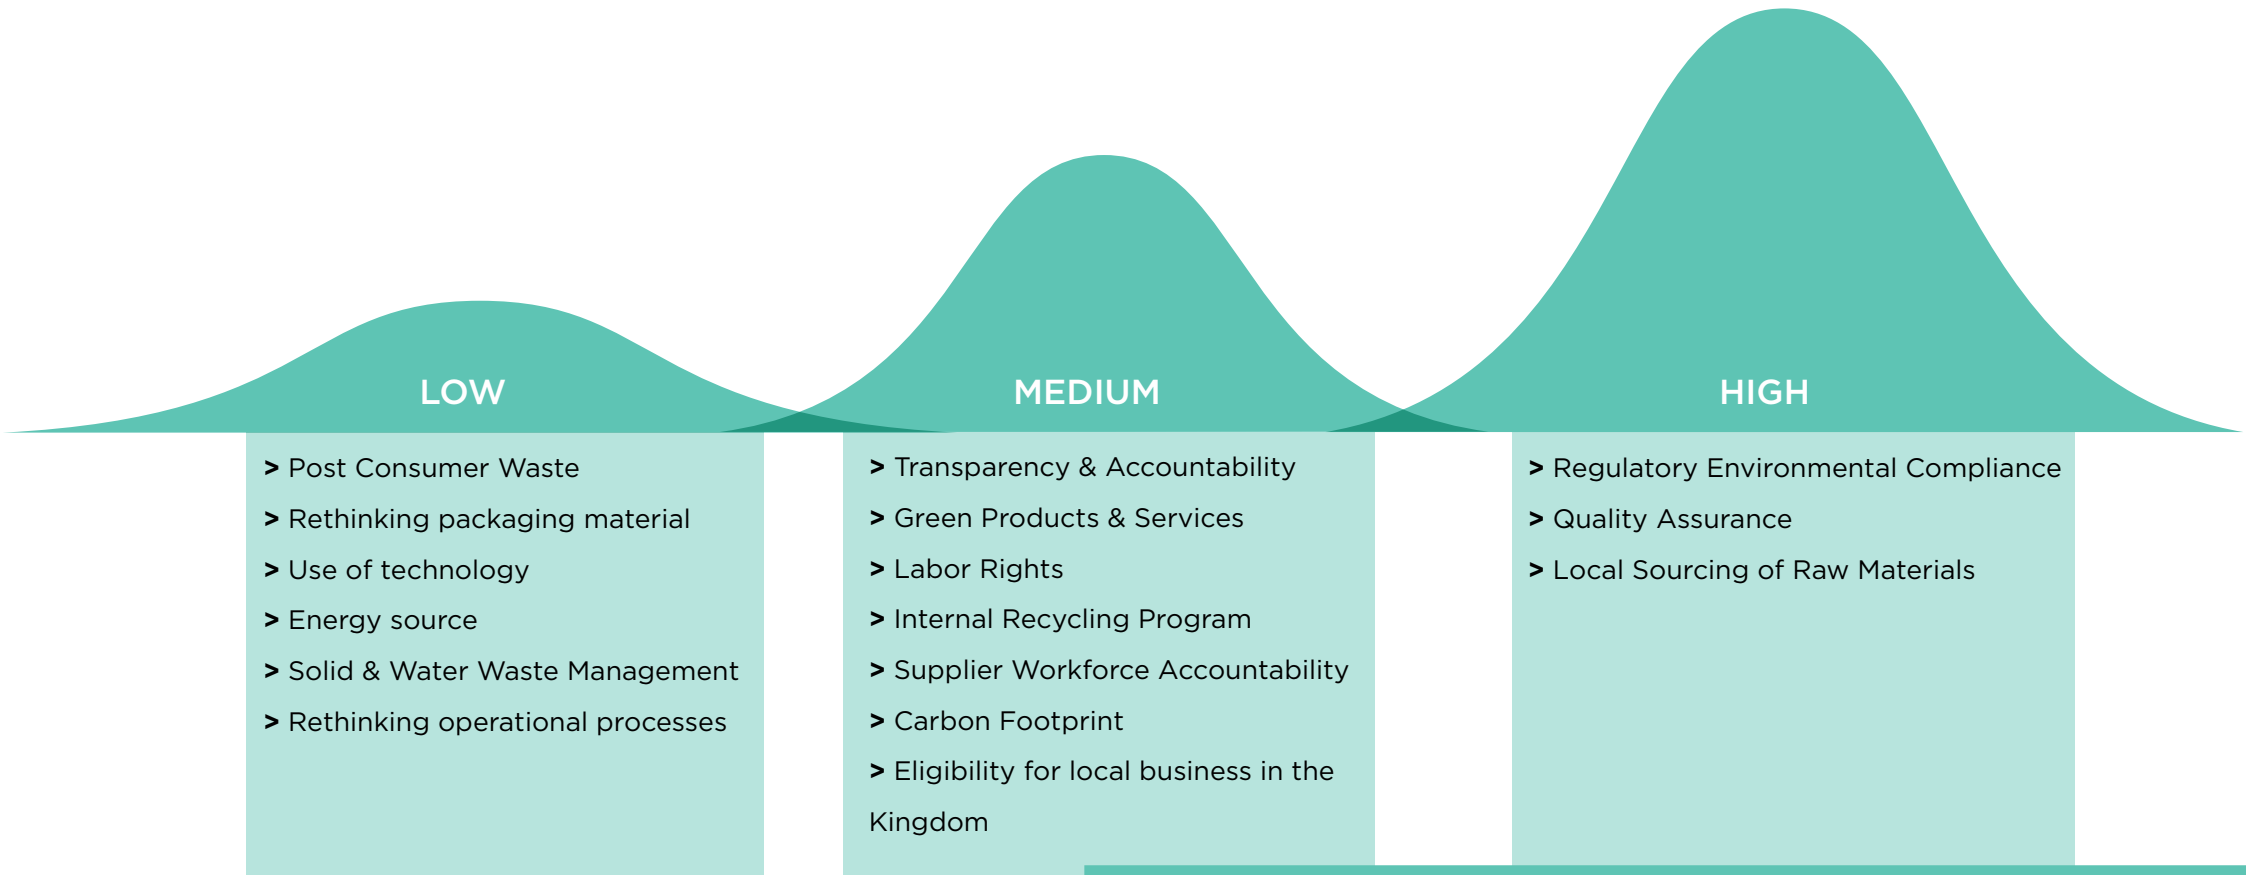 LOW
> Post Consumer Waste
> Rethinking packaging material
> Use of technology
> Energy source
> Solid & Water Waste Management
> Rethinking operational processes
MEDIUM
> Transparency & Accountability
> Green Products & Services
> Labor Rights
> Internal Recycling Program
> Supplier Workforce Accountability
> Carbon Footprint
> Eligibility for local business in the
Kingdom
HIGH
> Regulatory Environmental Compliance
> Quality Assurance
> Local Sourcing of Raw Materials